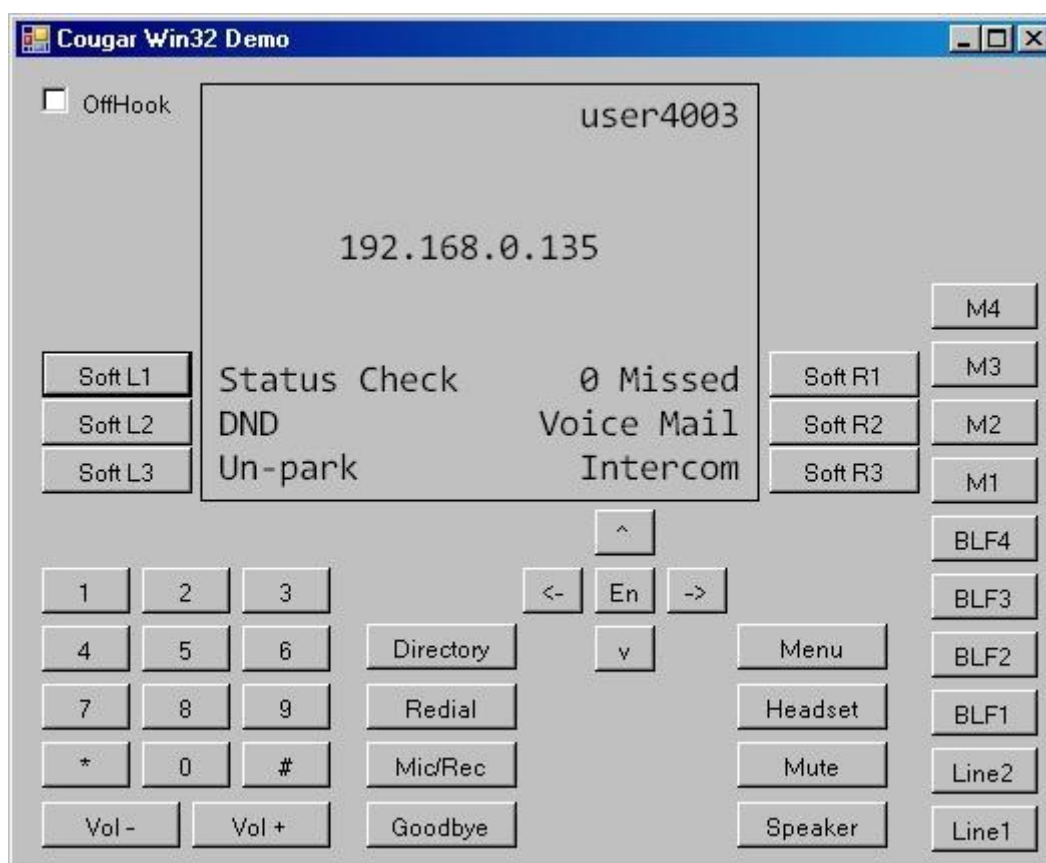 Cougar Win32 Demo
OffHook
user4003
192.168.0.135
M4
Soft L1 Status Check 0 Missed Soft R1 M3
Soft L2 DND Voice Mail Soft R2 M2
Soft L3 Un-park Intercom Soft R3 M1
^ BLF4
1 2 3 <- En -> BLF3
4 5 6 Directory v Menu BLF2
7 8 9 Redial Headset BLF1
* 0 # Mic/Rec Mute Line2
Vol - Vol + Goodbye Speaker Line1